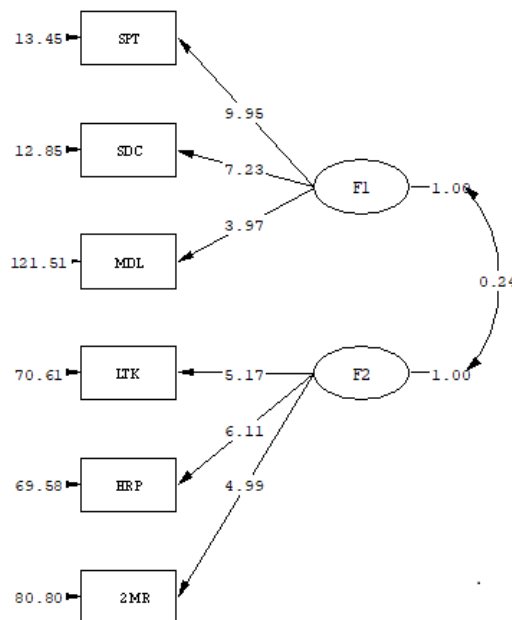 13.45 SPT
9.95
12.85 SDC
7.23
F1 1.00
3.97
121.51 MDL
0.24
70.61 LTK
5.17
F2 1.00
6.11
69.58 HRP
4.99
80.80 2MR